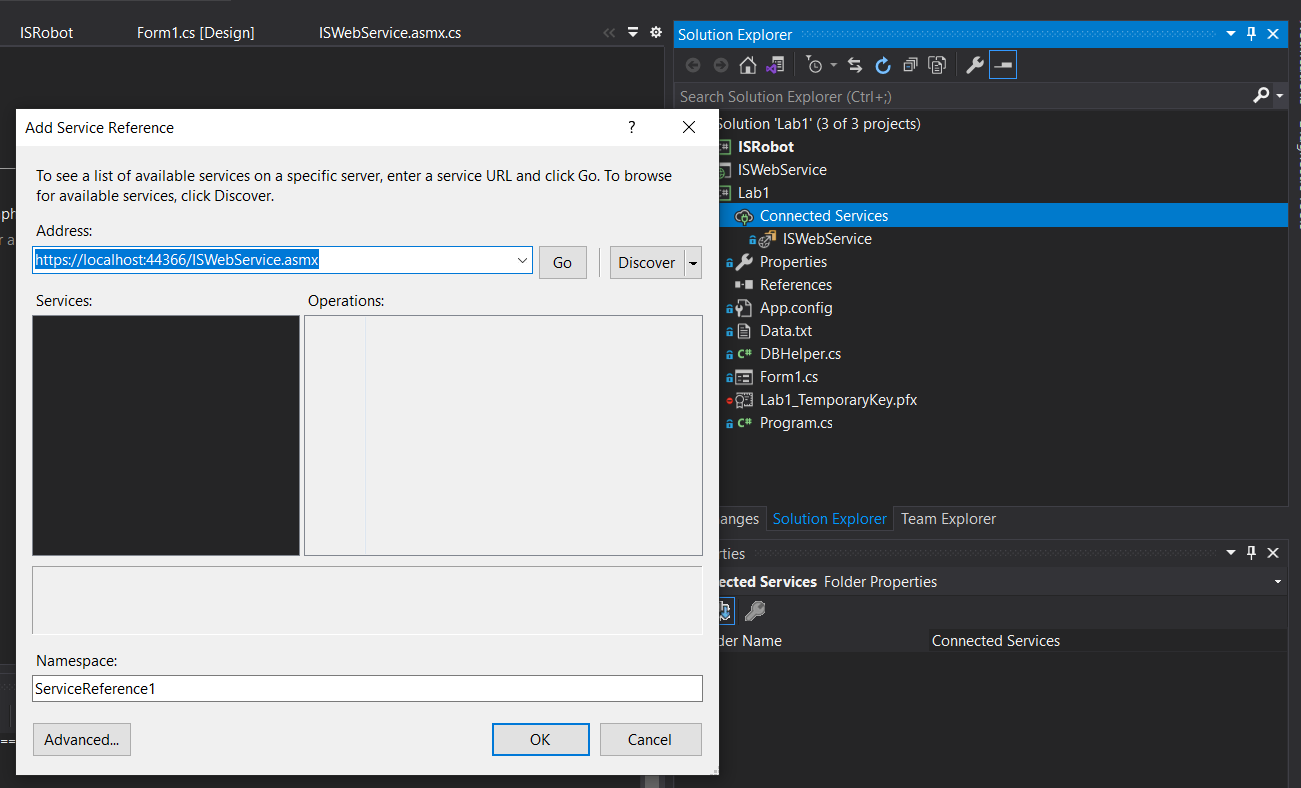 ISRobot
Form1.cs [Design]
ISWebService.asmx.cs
Solution Explorer
Search Solution Explorer (Ctrl+;)
Solution 'Lab1' (3 of 3 projects)
ISRobot
ISWebService
Lab1
Connected Services
ISWebService
Properties
References
App.config
Data.txt
DBHelper.cs
Form1.cs
Lab1_TemporaryKey.pfx
Program.cs
anges
Solution Explorer
Team Explorer
rties
ected Services Folder Properties
der Name
Connected Services
Add Service Reference
?
To see a list of available services on a specific server, enter a service URL and click Go. To browse
for available services, click Discover.
Address:
https://localhost:44366/ISWebService.asmx
Go
Discover
Services:
Operations:
Namespace:
ServiceReference1
Advanced...
OK
Cancel
ph
r a
==